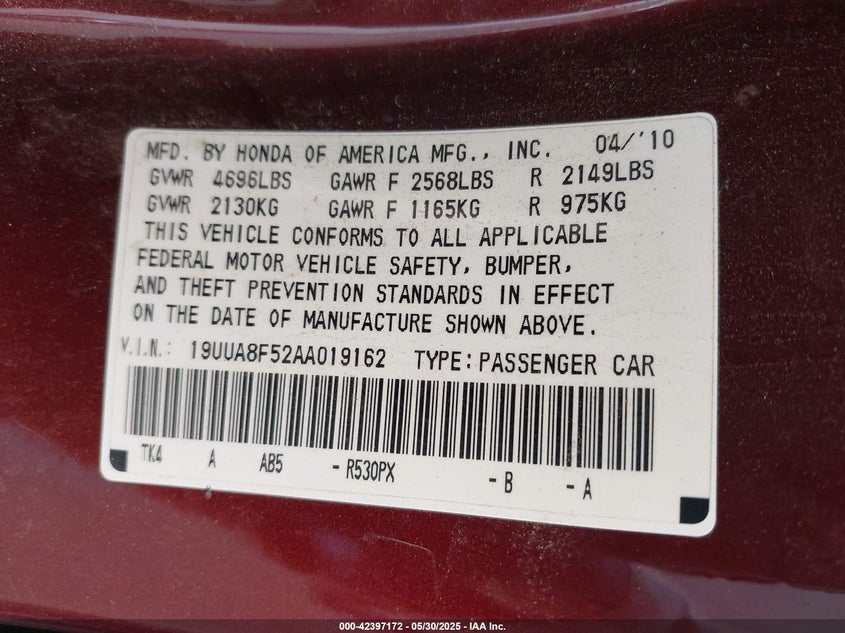 MFD. BY HONDA OF AMERICA MFG., INC. 04/'10
GVWR 4696LBS GAWR F 2568LBS R 2149LBS
GVWR 2130KG GAWR F 1165KG R 975KG
THIS VEHICLE CONFORMS TO ALL APPLICABLE
FEDERAL MOTOR VEHICLE SAFETY, BUMPER,
AND THEFT PREVENTION STANDARDS IN EFFECT
ON THE DATE OF MANUFACTURE SHOWN ABOVE.
V.I.N.: 19UUA8F52AA019162 TYPE: PASSENGER CAR
TK4 A AB5 - R530PX - B - A
000-42397172 — 05/30/2025 — IAA Inc.